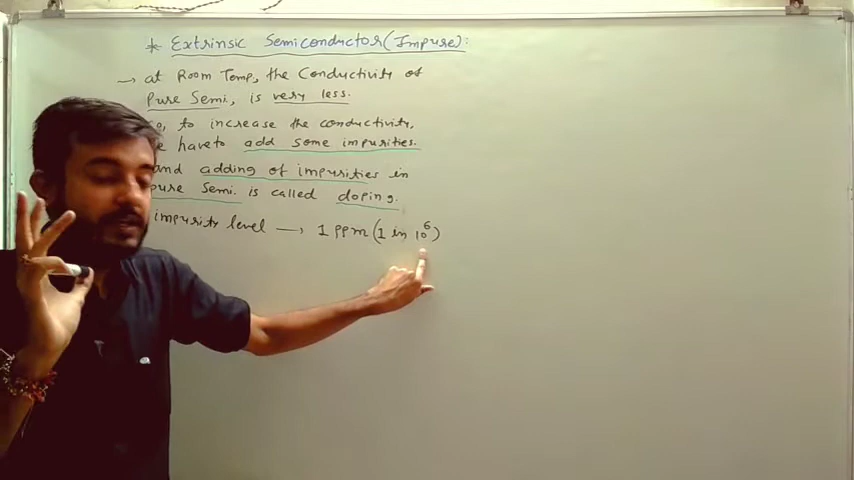 * Extrinsic Semiconductor (Impure):
→ at Room Temp, the Conductivity of
Pure Semi, is very less.
o, to increase the conductivity,
e have to add some impurities.
and adding of impurities in
pure Semi. is called doping.
impurity level → 1 ppm (1 in 10⁶)